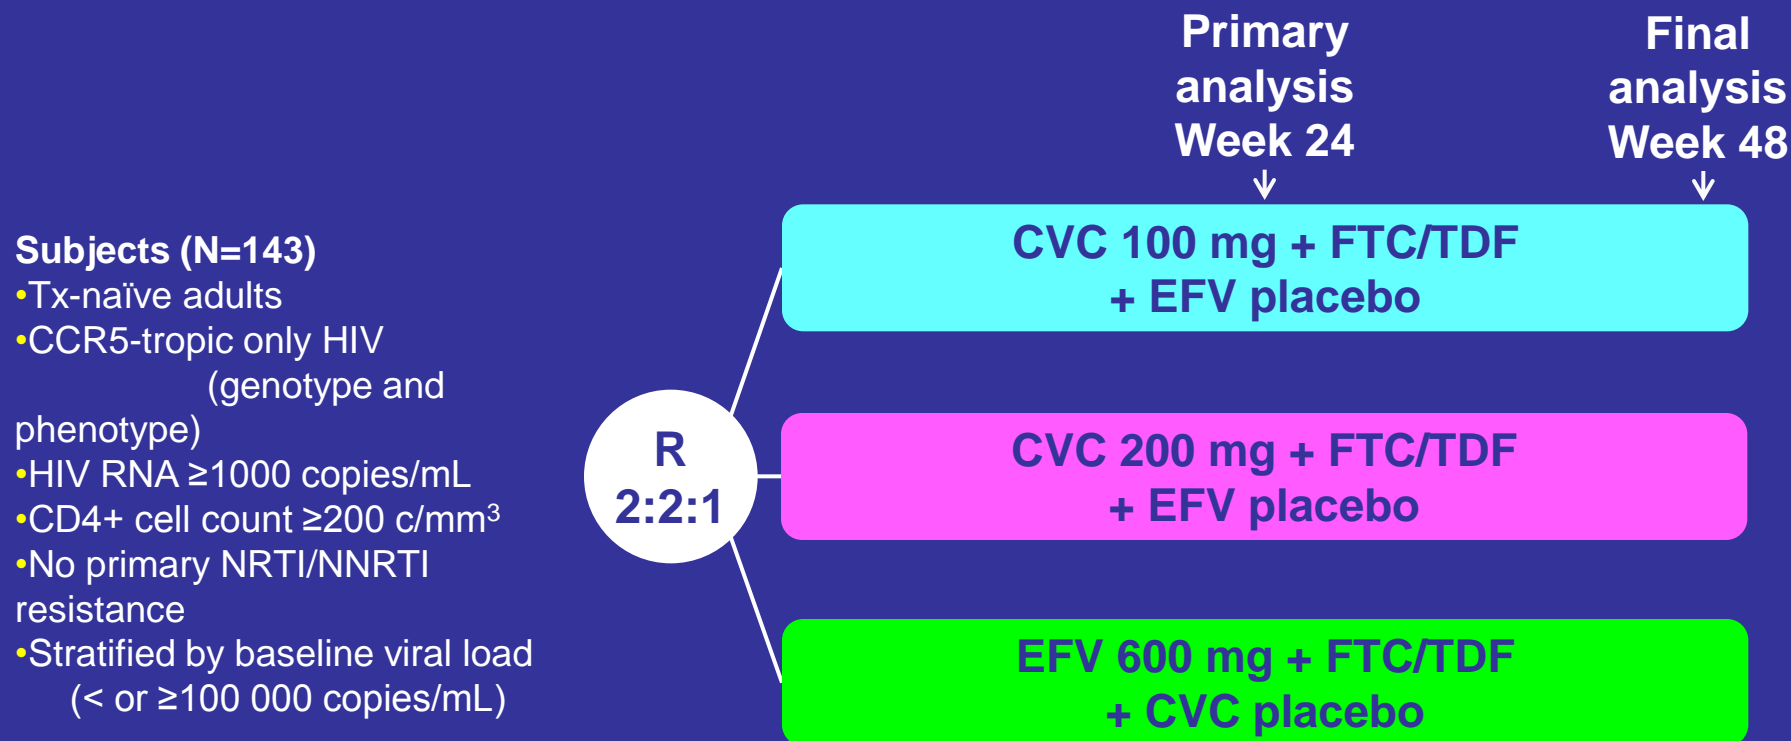 Primary
analysis
Week 24
Final
analysis
Week 48
Subjects (N=143)
•Tx-naïve adults
•CCR5-tropic only HIV
(genotype and
phenotype)
•HIV RNA ≥1000 copies/mL
•CD4+ cell count ≥200 c/mm³
•No primary NRTI/NNRTI
resistance
•Stratified by baseline viral load
(< or ≥100 000 copies/mL)
R
2:2:1
CVC 100 mg + FTC/TDF
+ EFV placebo
CVC 200 mg + FTC/TDF
+ EFV placebo
EFV 600 mg + FTC/TDF
+ CVC placebo